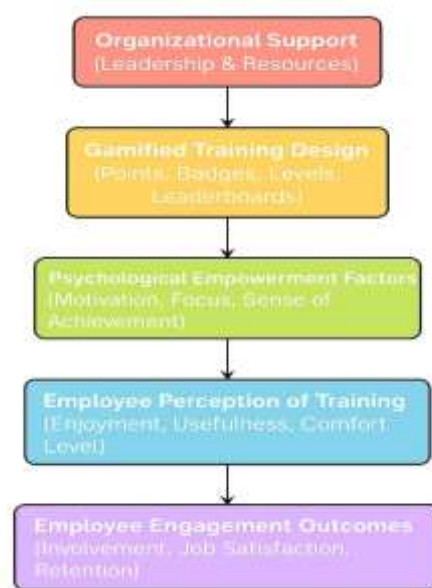 Organizational Support
(Leadership & Resources)
Gamified Training Design
(Points, Badges, Levels,
Leaderboards)
Psychological Empowerment Factors
(Motivation, Focus, Sense of
Achievement)
Employee Perception of Training
(Enjoyment, Usefulness, Comfort
Level)
Employee Engagement Outcomes
(Involvement, Job Satisfaction,
Retention)